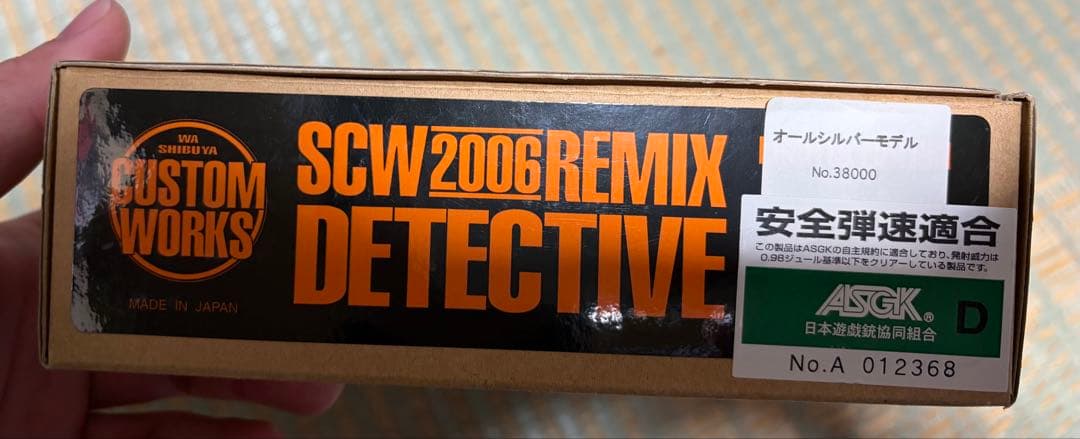 WA
SHIBUYA
CUSTOM
WORKS
MADE IN JAPAN
SCW2006REMIX
DETECTIVE
オールシルバーモデル
No.38000
安全弾速適合
この製品はASGKの自主規約に適合しており、発射威力は
0.98ジュール基準以下をクリアーしている製品です。
ASGK®
D
日本遊戯銃協同組合
No.A 012368